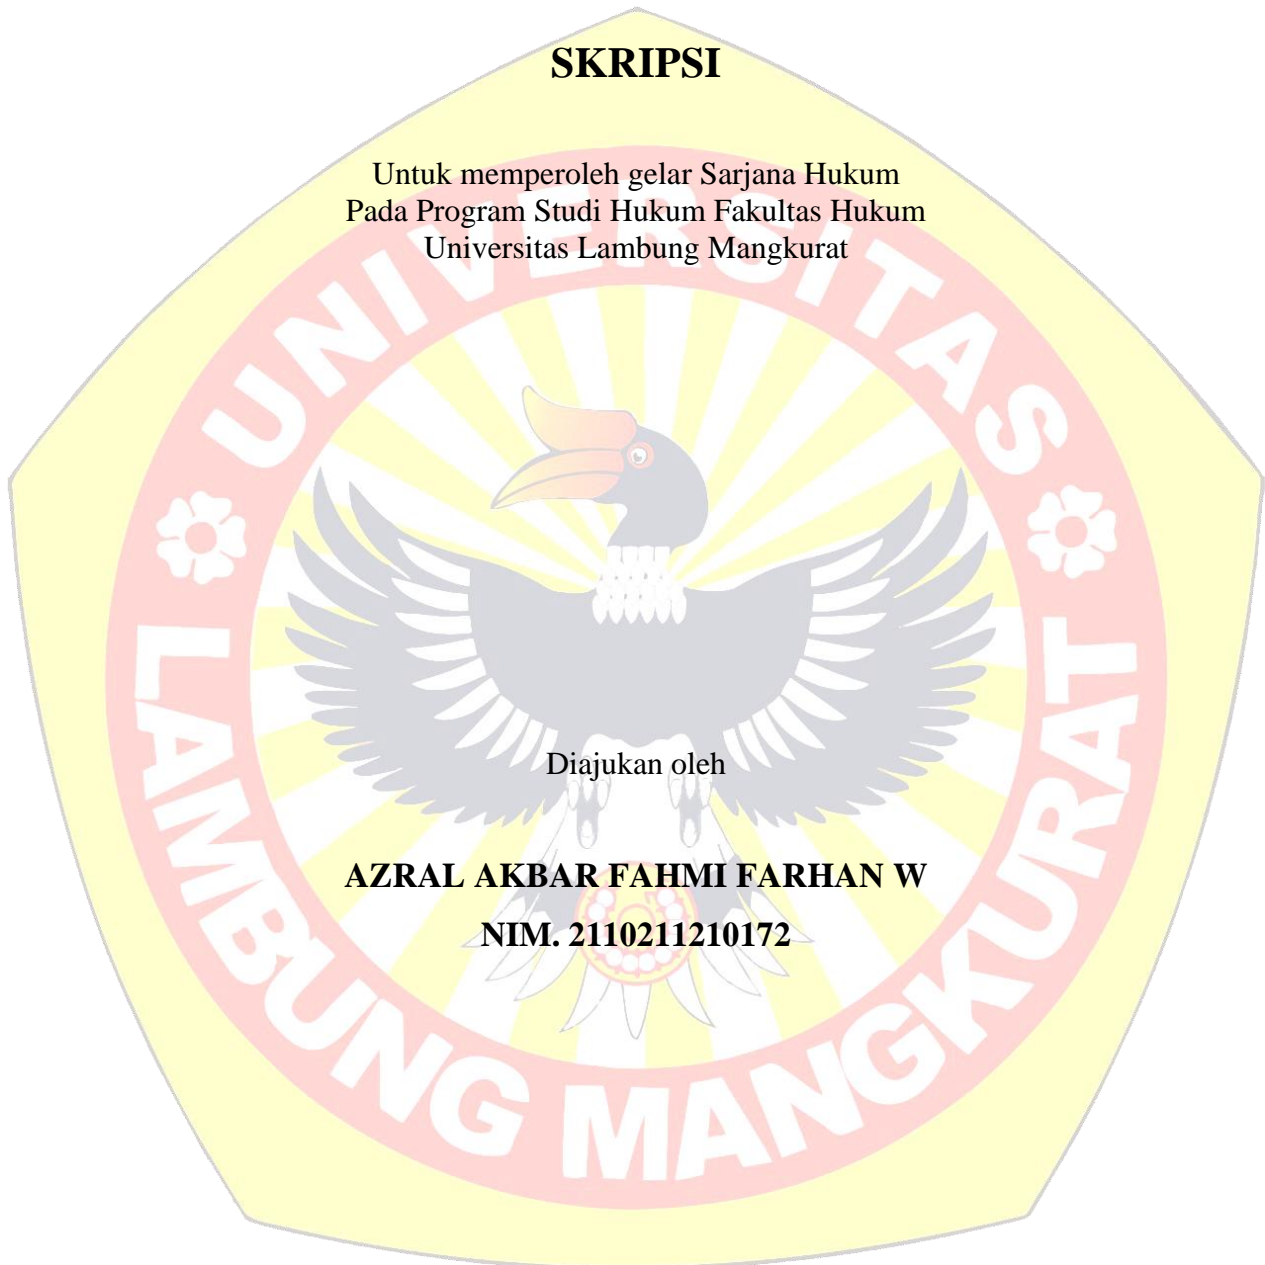 SKRIPSI
Untuk memperoleh gelar Sarjana Hukum
Pada Program Studi Hukum Fakultas Hukum
Universitas Lambung Mangkurat
UNIVERSITAS
LAMBUNG MANGKURAT
Diajukan oleh
AZRAL AKBAR FAHMI FARHAN W
NIM. 2110211210172